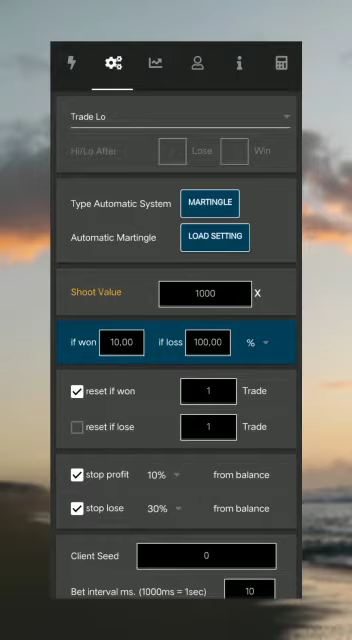 Trade Lo
Hi/Lo After Lose Win
Type Automatic System MARTINGLE
Automatic Martingle LOAD SETTING
Shoot Value 1000 X
if won 10,00 if loss 100,00 %
reset if won 1 Trade
reset if lose 1 Trade
stop profit 10% from balance
stop lose 30% from balance
Client Seed 0
Bet interval ms. (1000ms = 1sec) 10